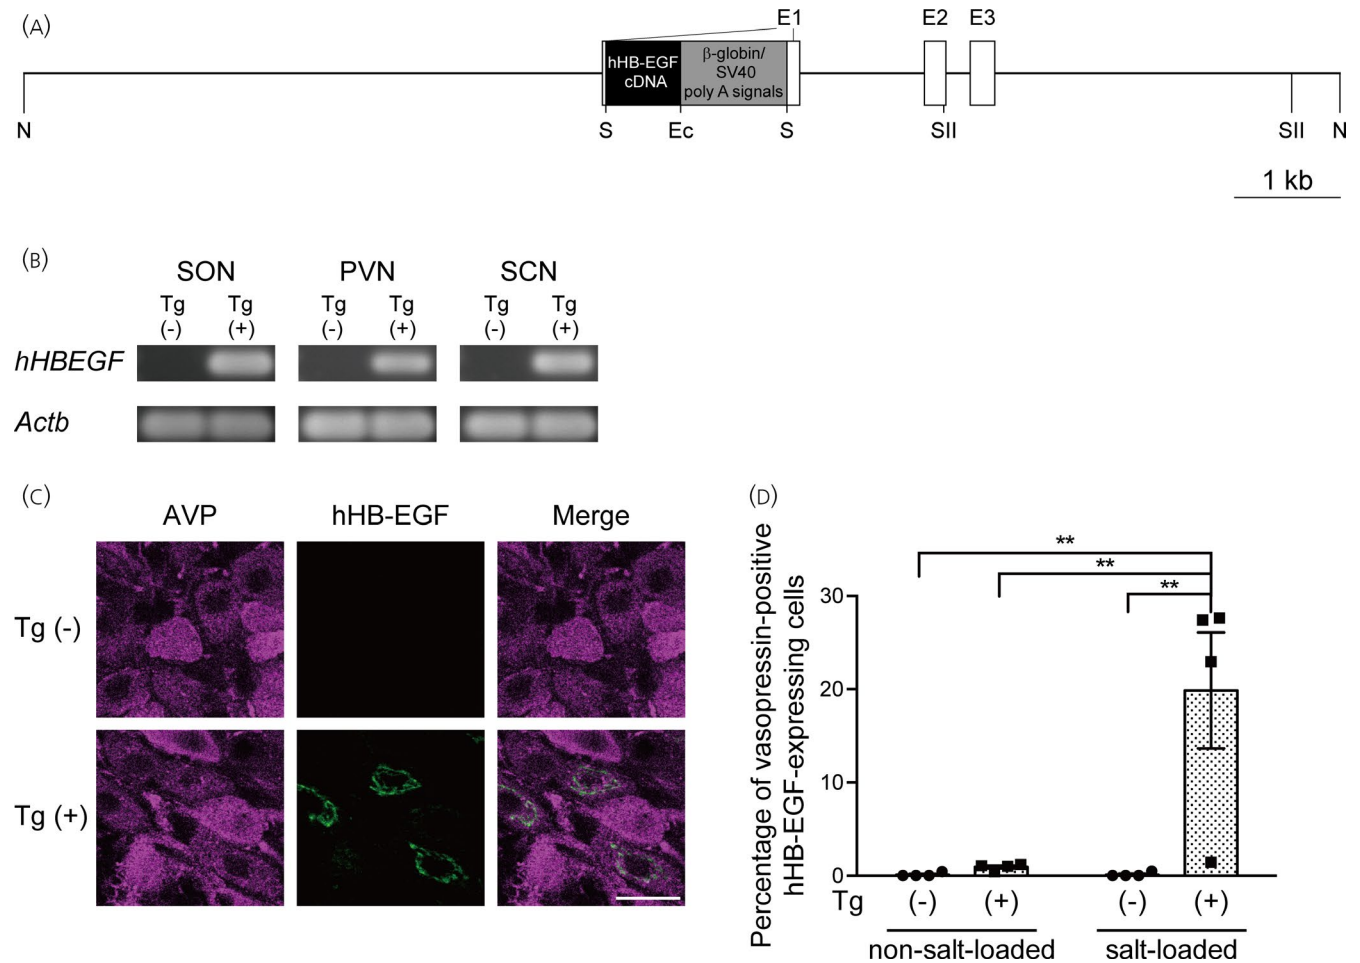 (A)
E1 E2 E3
hHB-EGF
cDNA
β-globin/
SV40
poly A signals
N S Ec S SII SII N
1 kb
(B)
SON PVN SCN
Tg Tg Tg Tg Tg Tg
(-) (+) (-) (+) (-) (+)
hHBEGF
Actb
(C)
AVP hHB-EGF Merge
Tg (-)
Tg (+)
(D)
Percentage of vasopressin-positive
hHB-EGF-expressing cells
**
**
**
30
20
10
0
Tg (-) (+) (-) (+)
non-salt-loaded salt-loaded